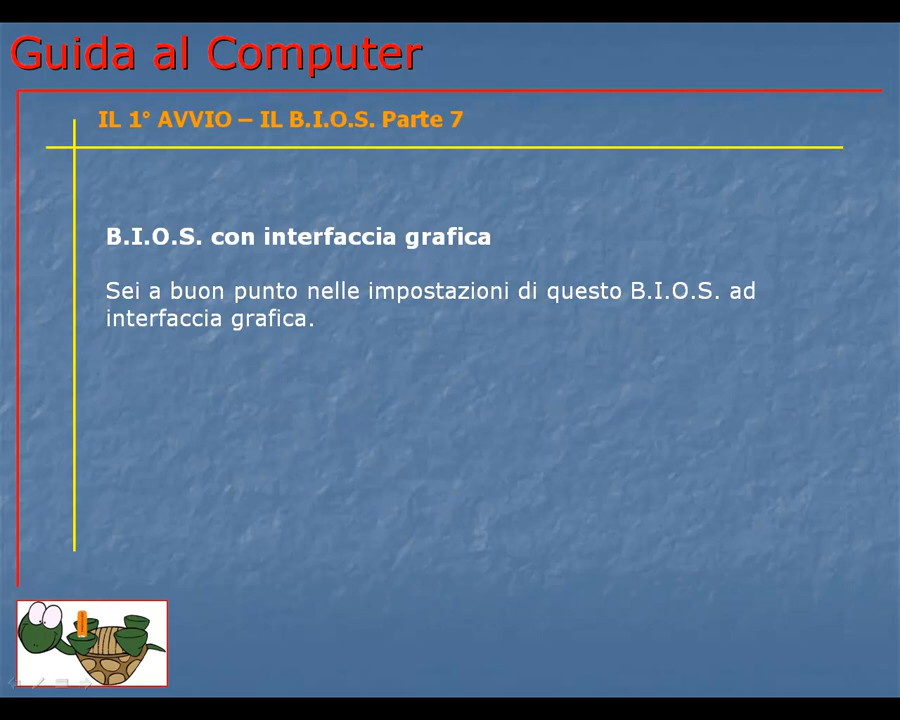 Guida al Computer
IL 1° AVVIO – IL B.I.O.S. Parte 7
B.I.O.S. con interfaccia grafica
Sei a buon punto nelle impostazioni di questo B.I.O.S. ad
interfaccia grafica.